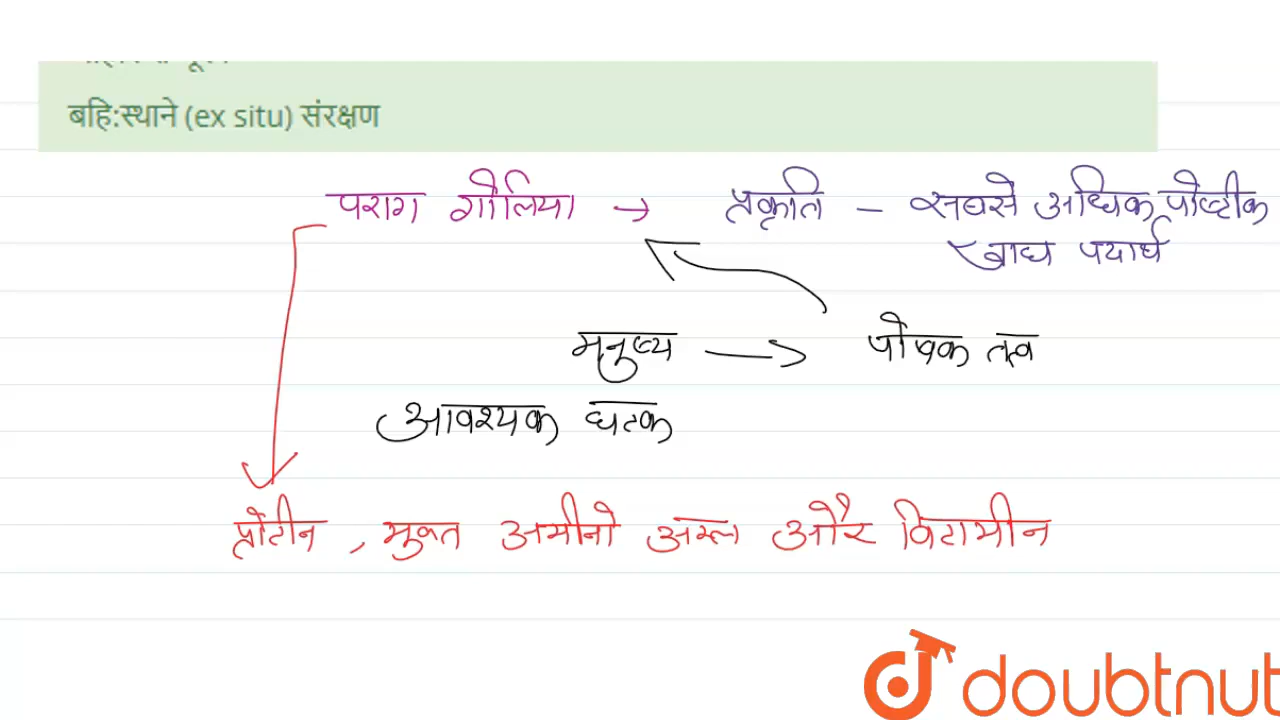 बहि:स्थाने (ex situ) संरक्षण
पराग गोलिया → प्रकृति – सबसे अधिक पोष्टीक
खाद्य पदार्थ
मनुष्य → पोषक तत्व
आवश्यक घटक
प्रोटीन , मुक्त अमीनो अम्ल और विटामीन
doubtnut